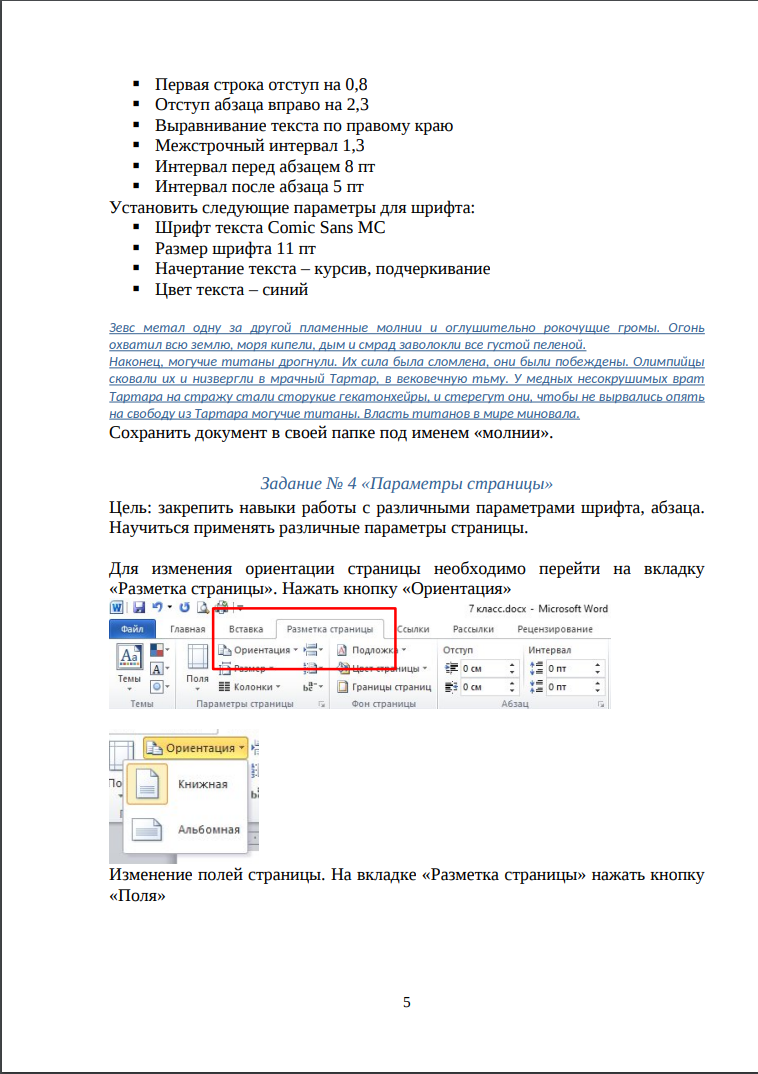 Первая строка отступ на 0,8
Отступ абзаца вправо на 2,3
Выравнивание текста по правому краю
Межстрочный интервал 1,3
Интервал перед абзацем 8 пт
Интервал после абзаца 5 пт
Установить следующие параметры для шрифта:
Шрифт текста Comic Sans MC
Размер шрифта 11 пт
Начертание текста – курсив, подчеркивание
Цвет текста – синий
Зевс метал одну за другой пламенные молнии и оглушительно рокочущие громы. Огонь
охватил всю землю, моря кипели, дым и смрад заволокли все густой пеленой.
Наконец, могучие титаны дрогнули. Их сила была сломлена, они были побеждены. Олимпийцы
сковали их и низвергли в мрачный Тартар, в вековечную тьму. У медных несокрушимых врат
Тартара на стражу стали сторукие гекатонхейры, и стерегут они, чтобы не вырвались опять
на свободу из Тартара могучие титаны. Власть титанов в мире миновала.
Сохранить документ в своей папке под именем «молнии».
Задание № 4 «Параметры страницы»
Цель: закрепить навыки работы с различными параметрами шрифта, абзаца.
Научиться применять различные параметры страницы.
Для изменения ориентации страницы необходимо перейти на вкладку
«Разметка страницы». Нажать кнопку «Ориентация»
7 класс.docx - Microsoft Word
Файл Главная Вставка Разметка страницы Ссылки Рассылки Рецензирование
Ориентация Подложка Отступ Интервал
Темы Поля Размер Цвет страницы 0 см 0 пт
Колонки Границы страниц 0 см 0 пт
Темы Параметры страницы Фон страницы Абзац
Ориентация
По
Книжная
Альбомная
Изменение полей страницы. На вкладке «Разметка страницы» нажать кнопку
«Поля»
5